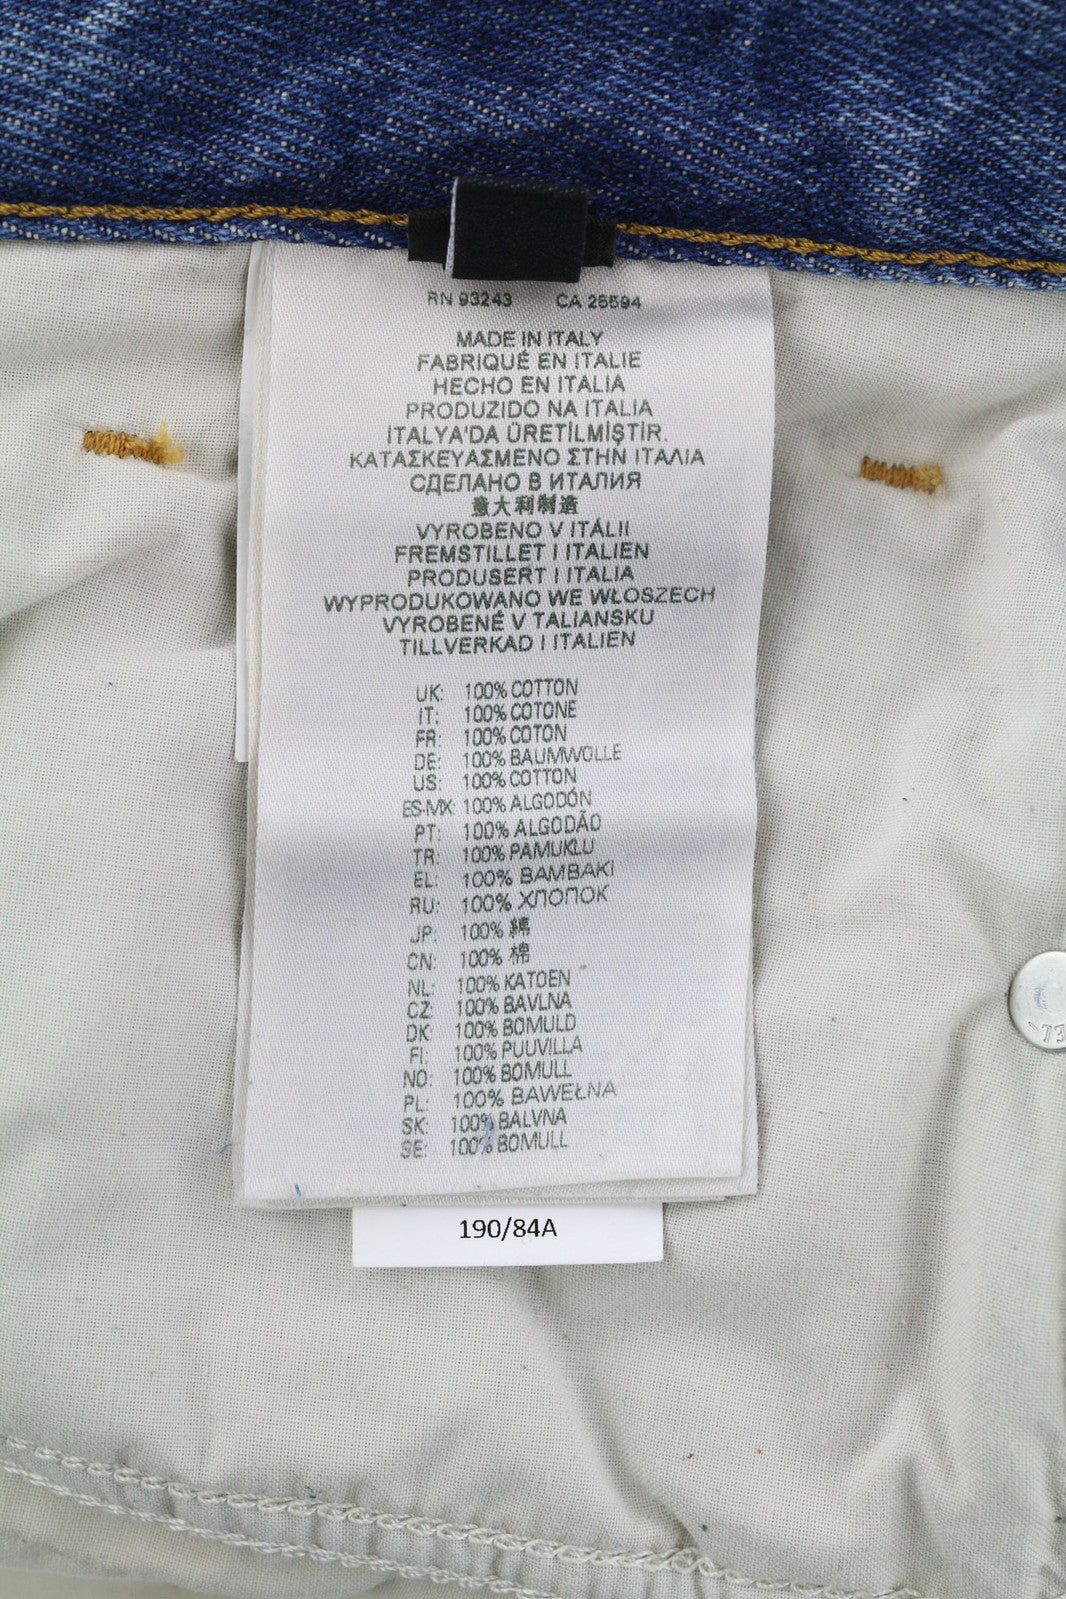 RN 93243 CA 25594
MADE IN ITALY
FABRIQUÉ EN ITALIE
HECHO EN ITALIA
PRODUZIDO NA ITALIA
İTALYA'DA ÜRETİLMİŞTİR.
ΚΑΤΑΣΚΕΥΑΣΜΕΝΟ ΣΤΗΝ ΙΤΑΛΙΑ
СДЕЛАНО В ИТАЛИЯ
意大利制造
VYROBENO V ITÁLII
FREMSTILLET I ITALIEN
PRODUSERT I ITALIA
WYPRODUKOWANO WE WŁOSZECH
VYROBENÉ V TALIANSKU
TILLVERKAD I ITALIEN
UK: 100% COTTON
IT: 100% COTONE
FR: 100% COTON
DE: 100% BAUMWOLLE
US: 100% COTTON
ES-MX: 100% ALGODÓN
PT: 100% ALGODÃO
TR: 100% PAMUKLU
EL: 100% ΒΑΜΒΑΚΙ
RU: 100% ХЛОПОК
JP: 100% 綿
CN: 100% 棉
NL: 100% KATOEN
CZ: 100% BAVLNA
DK: 100% BOMULD
FI: 100% PUUVILLA
NO: 100% BOMULL
PL: 100% BAWEŁNA
SK: 100% BALVNA
SE: 100% BOMULL
190/84A